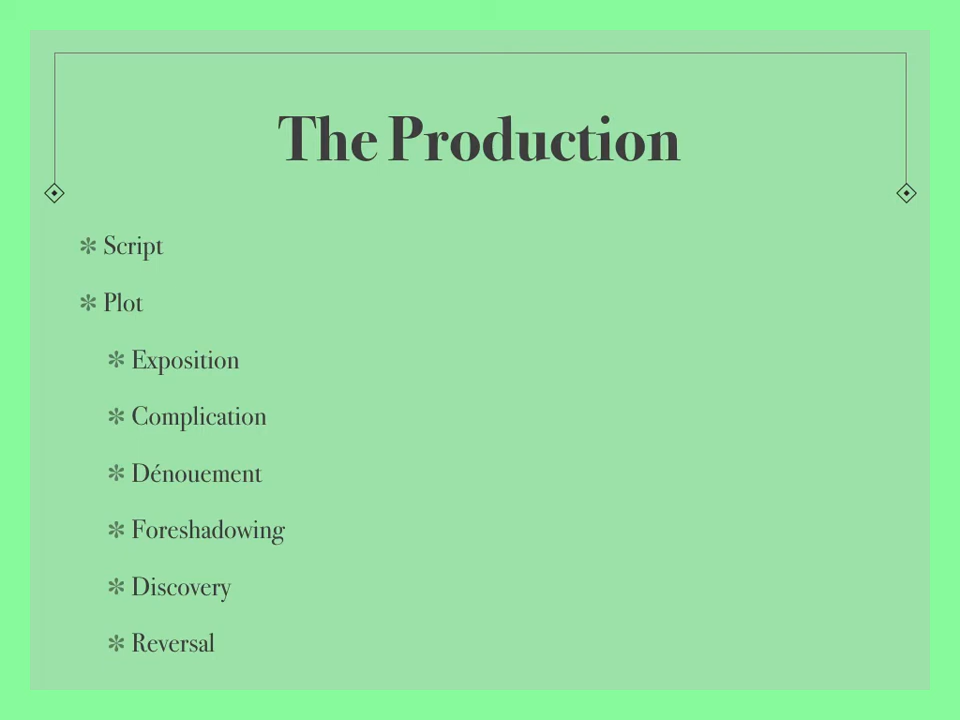 The Production
✻ Script
✻ Plot
✻ Exposition
✻ Complication
✻ Dénouement
✻ Foreshadowing
✻ Discovery
✻ Reversal